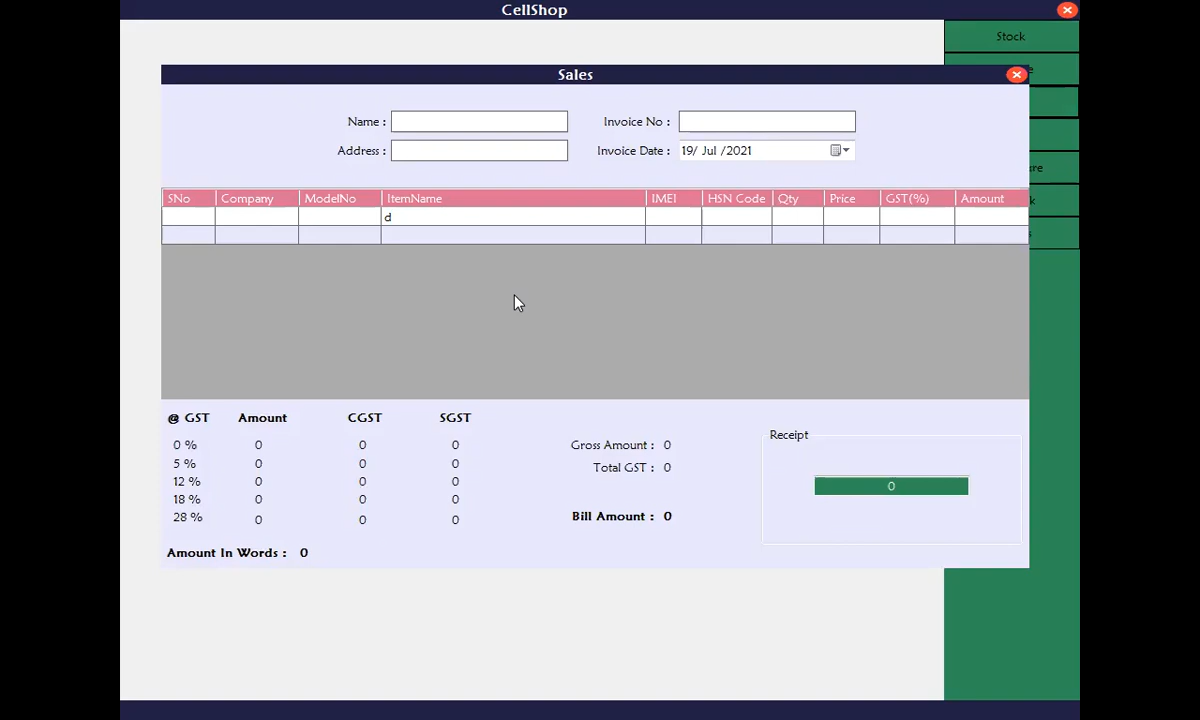 CellShop
Stock
Sales
e
Name :
Invoice No :
Address :
Invoice Date : 19/ Jul /2021
ure
SNo Company ModelNo ItemName IMEI HSN Code Qty Price GST(%) Amount
k
d
s
@ GST Amount CGST SGST
Receipt
0 % 0 0 0 Gross Amount : 0
5 % 0 0 0 Total GST : 0
12 % 0 0 0
0
18 % 0 0 0
28 % 0 0 0 Bill Amount : 0
Amount In Words : 0